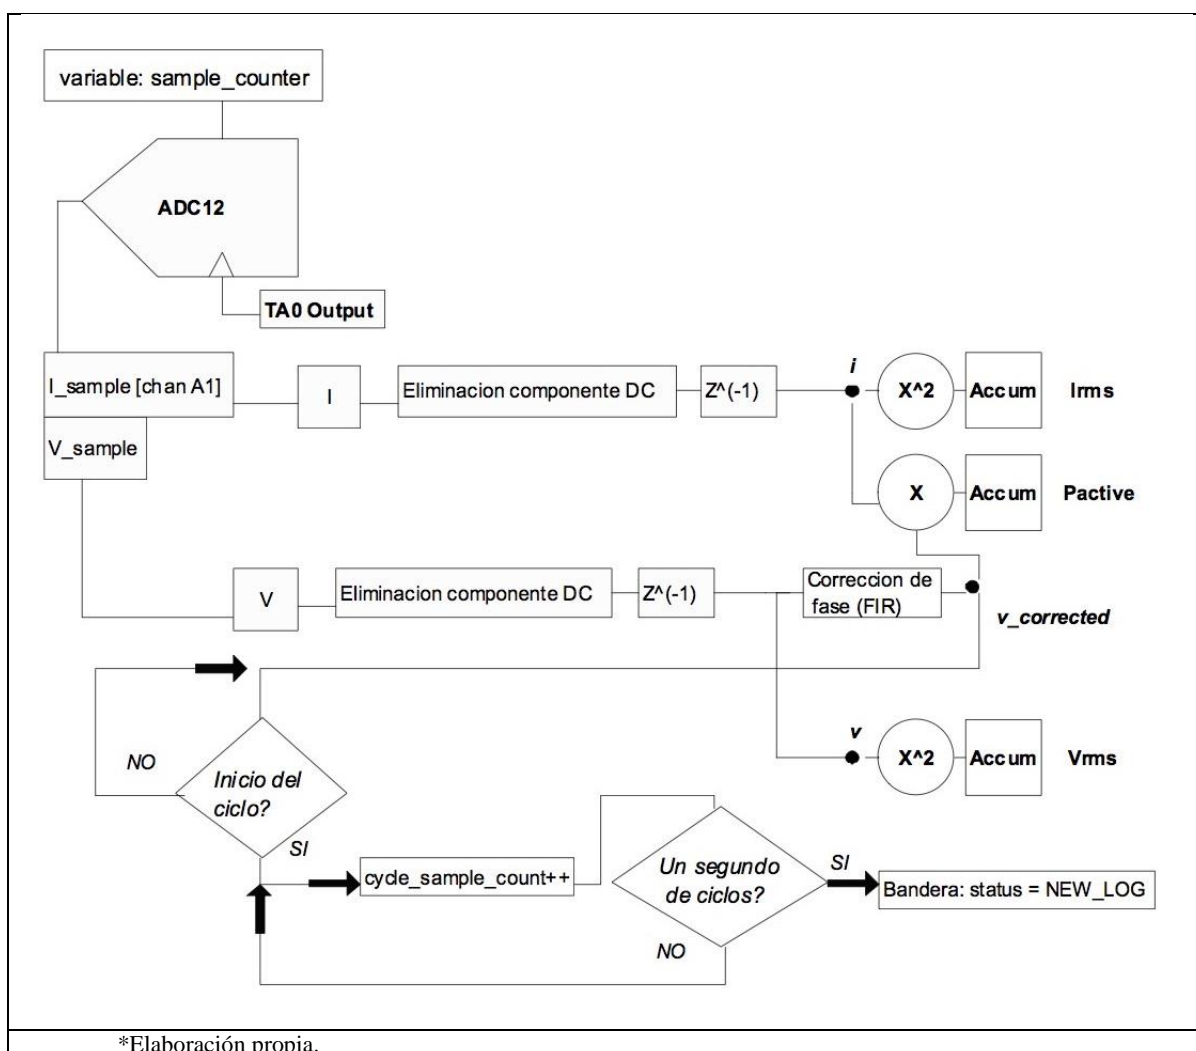 variable: sample_counter
ADC12
TA0 Output
I_sample [chan A1]
V_sample
I
Eliminacion componente DC
Z^(-1)
i
X^2
Accum
Irms
X
Accum
Pactive
V
Eliminacion componente DC
Z^(-1)
Correccion de
fase (FIR)
v_corrected
v
X^2
Accum
Vrms
NO
Inicio del
ciclo?
SI
cycle_sample_count++
Un segundo
de ciclos?
SI
Bandera: status = NEW_LOG
NO
*Elaboración propia.